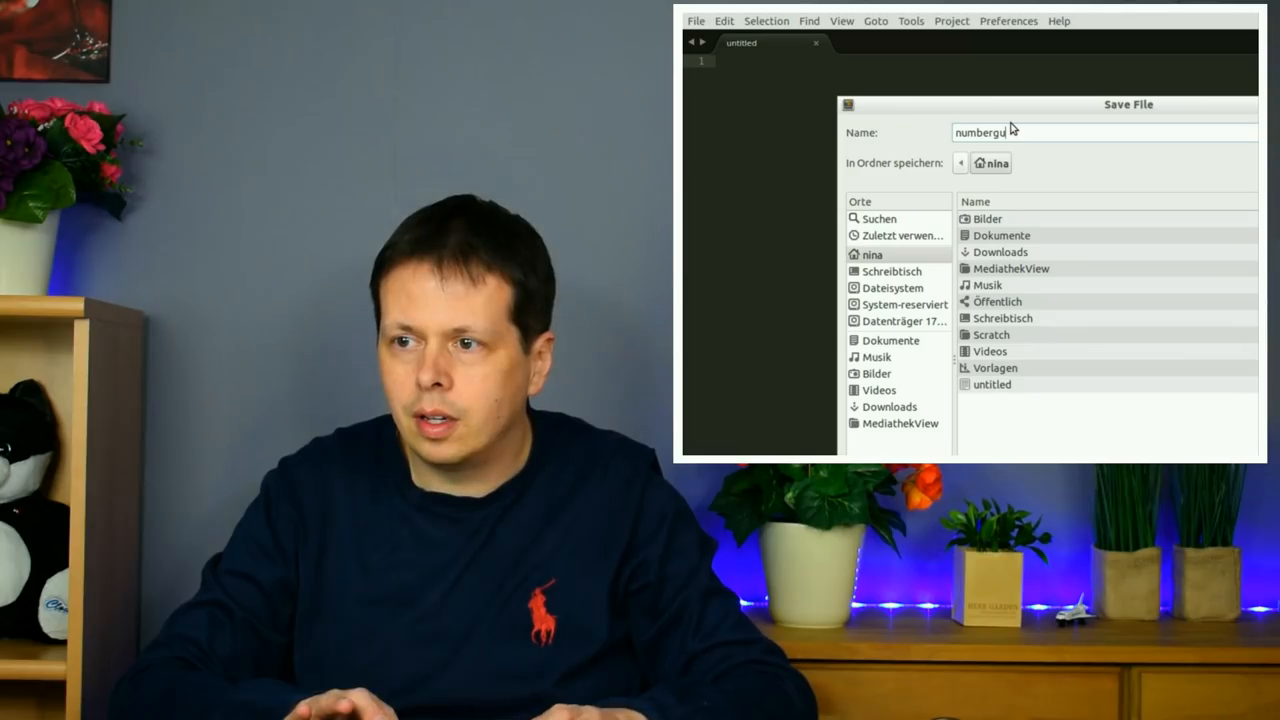 File Edit Selection Find View Goto Tools Project Preferences Help
untitled
1
Save File
Name: numbergu
In Ordner speichern: nina
Orte
Suchen
Zuletzt verwen...
nina
Schreibtisch
Dateisystem
System-reserviert
Datenträger 17...
Dokumente
Musik
Bilder
Videos
Downloads
MediathekView
Name
Bilder
Dokumente
Downloads
MediathekView
Musik
Öffentlich
Schreibtisch
Scratch
Videos
Vorlagen
untitled
HERB GARDEN